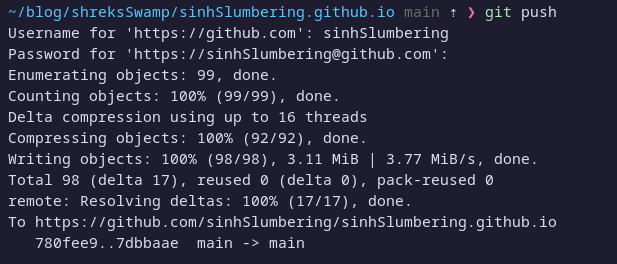 ~/blog/shreksSwamp/sinhSlumbering.github.io main ⇡ ❯ git push
Username for 'https://github.com': sinhSlumbering
Password for 'https://sinhSlumbering@github.com':
Enumerating objects: 99, done.
Counting objects: 100% (99/99), done.
Delta compression using up to 16 threads
Compressing objects: 100% (92/92), done.
Writing objects: 100% (98/98), 3.11 MiB | 3.77 MiB/s, done.
Total 98 (delta 17), reused 0 (delta 0), pack-reused 0
remote: Resolving deltas: 100% (17/17), done.
To https://github.com/sinhSlumbering/sinhSlumbering.github.io
   780fee9..7dbbaae  main -> main